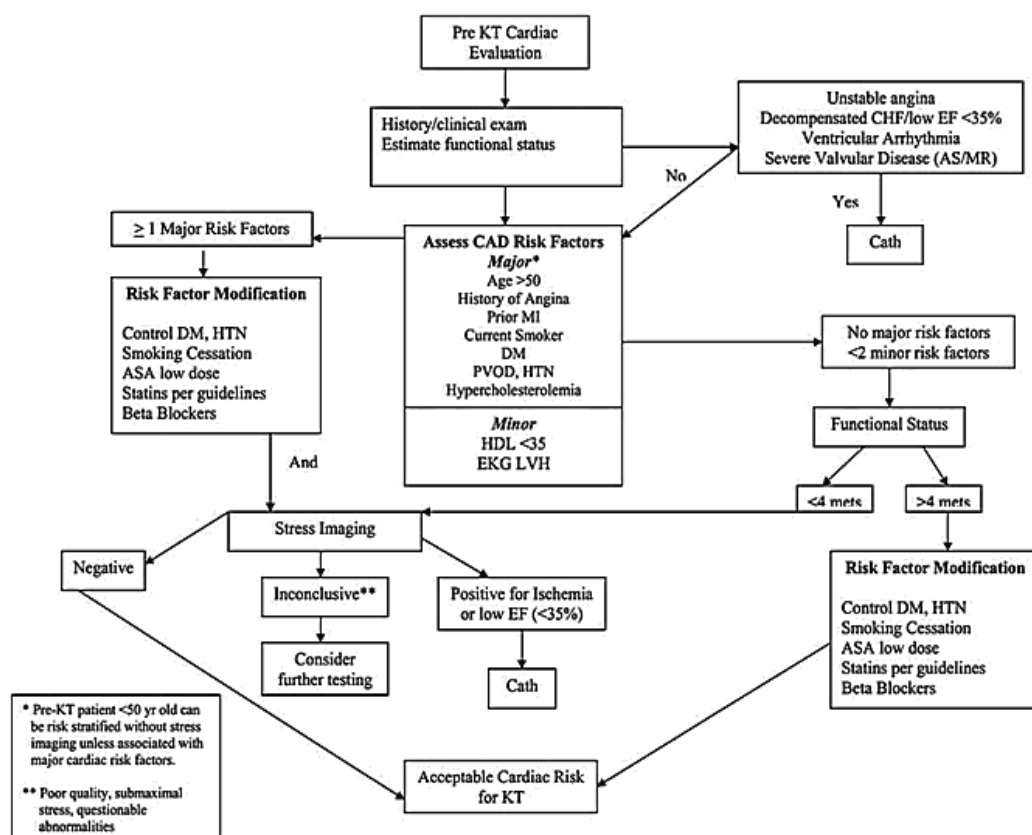 Pre KT Cardiac
Evaluation
History/clinical exam
Estimate functional status
Unstable angina
Decompensated CHF/low EF <35%
Ventricular Arrhythmia
Severe Valvular Disease (AS/MR)
No
Yes
Cath
≥ 1 Major Risk Factors
Assess CAD Risk Factors
Major*
Age >50
History of Angina
Prior MI
Current Smoker
DM
PVOD, HTN
Hypercholesterolemia
Minor
HDL <35
EKG LVH
Risk Factor Modification
Control DM, HTN
Smoking Cessation
ASA low dose
Statins per guidelines
Beta Blockers
No major risk factors
<2 minor risk factors
Functional Status
And
<4 mets
>4 mets
Stress Imaging
Negative
Inconclusive**
Positive for Ischemia
or low EF (<35%)
Consider
further testing
Cath
Risk Factor Modification
Control DM, HTN
Smoking Cessation
ASA low dose
Statins per guidelines
Beta Blockers
* Pre-KT patient <50 yr old can
be risk stratified without stress
imaging unless associated with
major cardiac risk factors.
** Poor quality, submaximal
stress, questionable
abnormalities
Acceptable Cardiac Risk
for KT